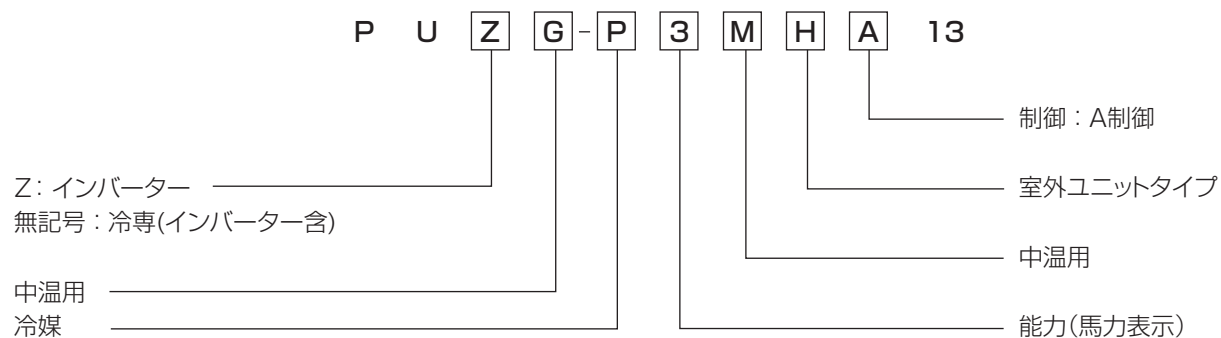 P U Z G-P 3 M H A 13
制御：A制御
Z：インバーター
室外ユニットタイプ
無記号：冷専(インバーター含)
中温用
中温用
冷媒
能力(馬力表示)